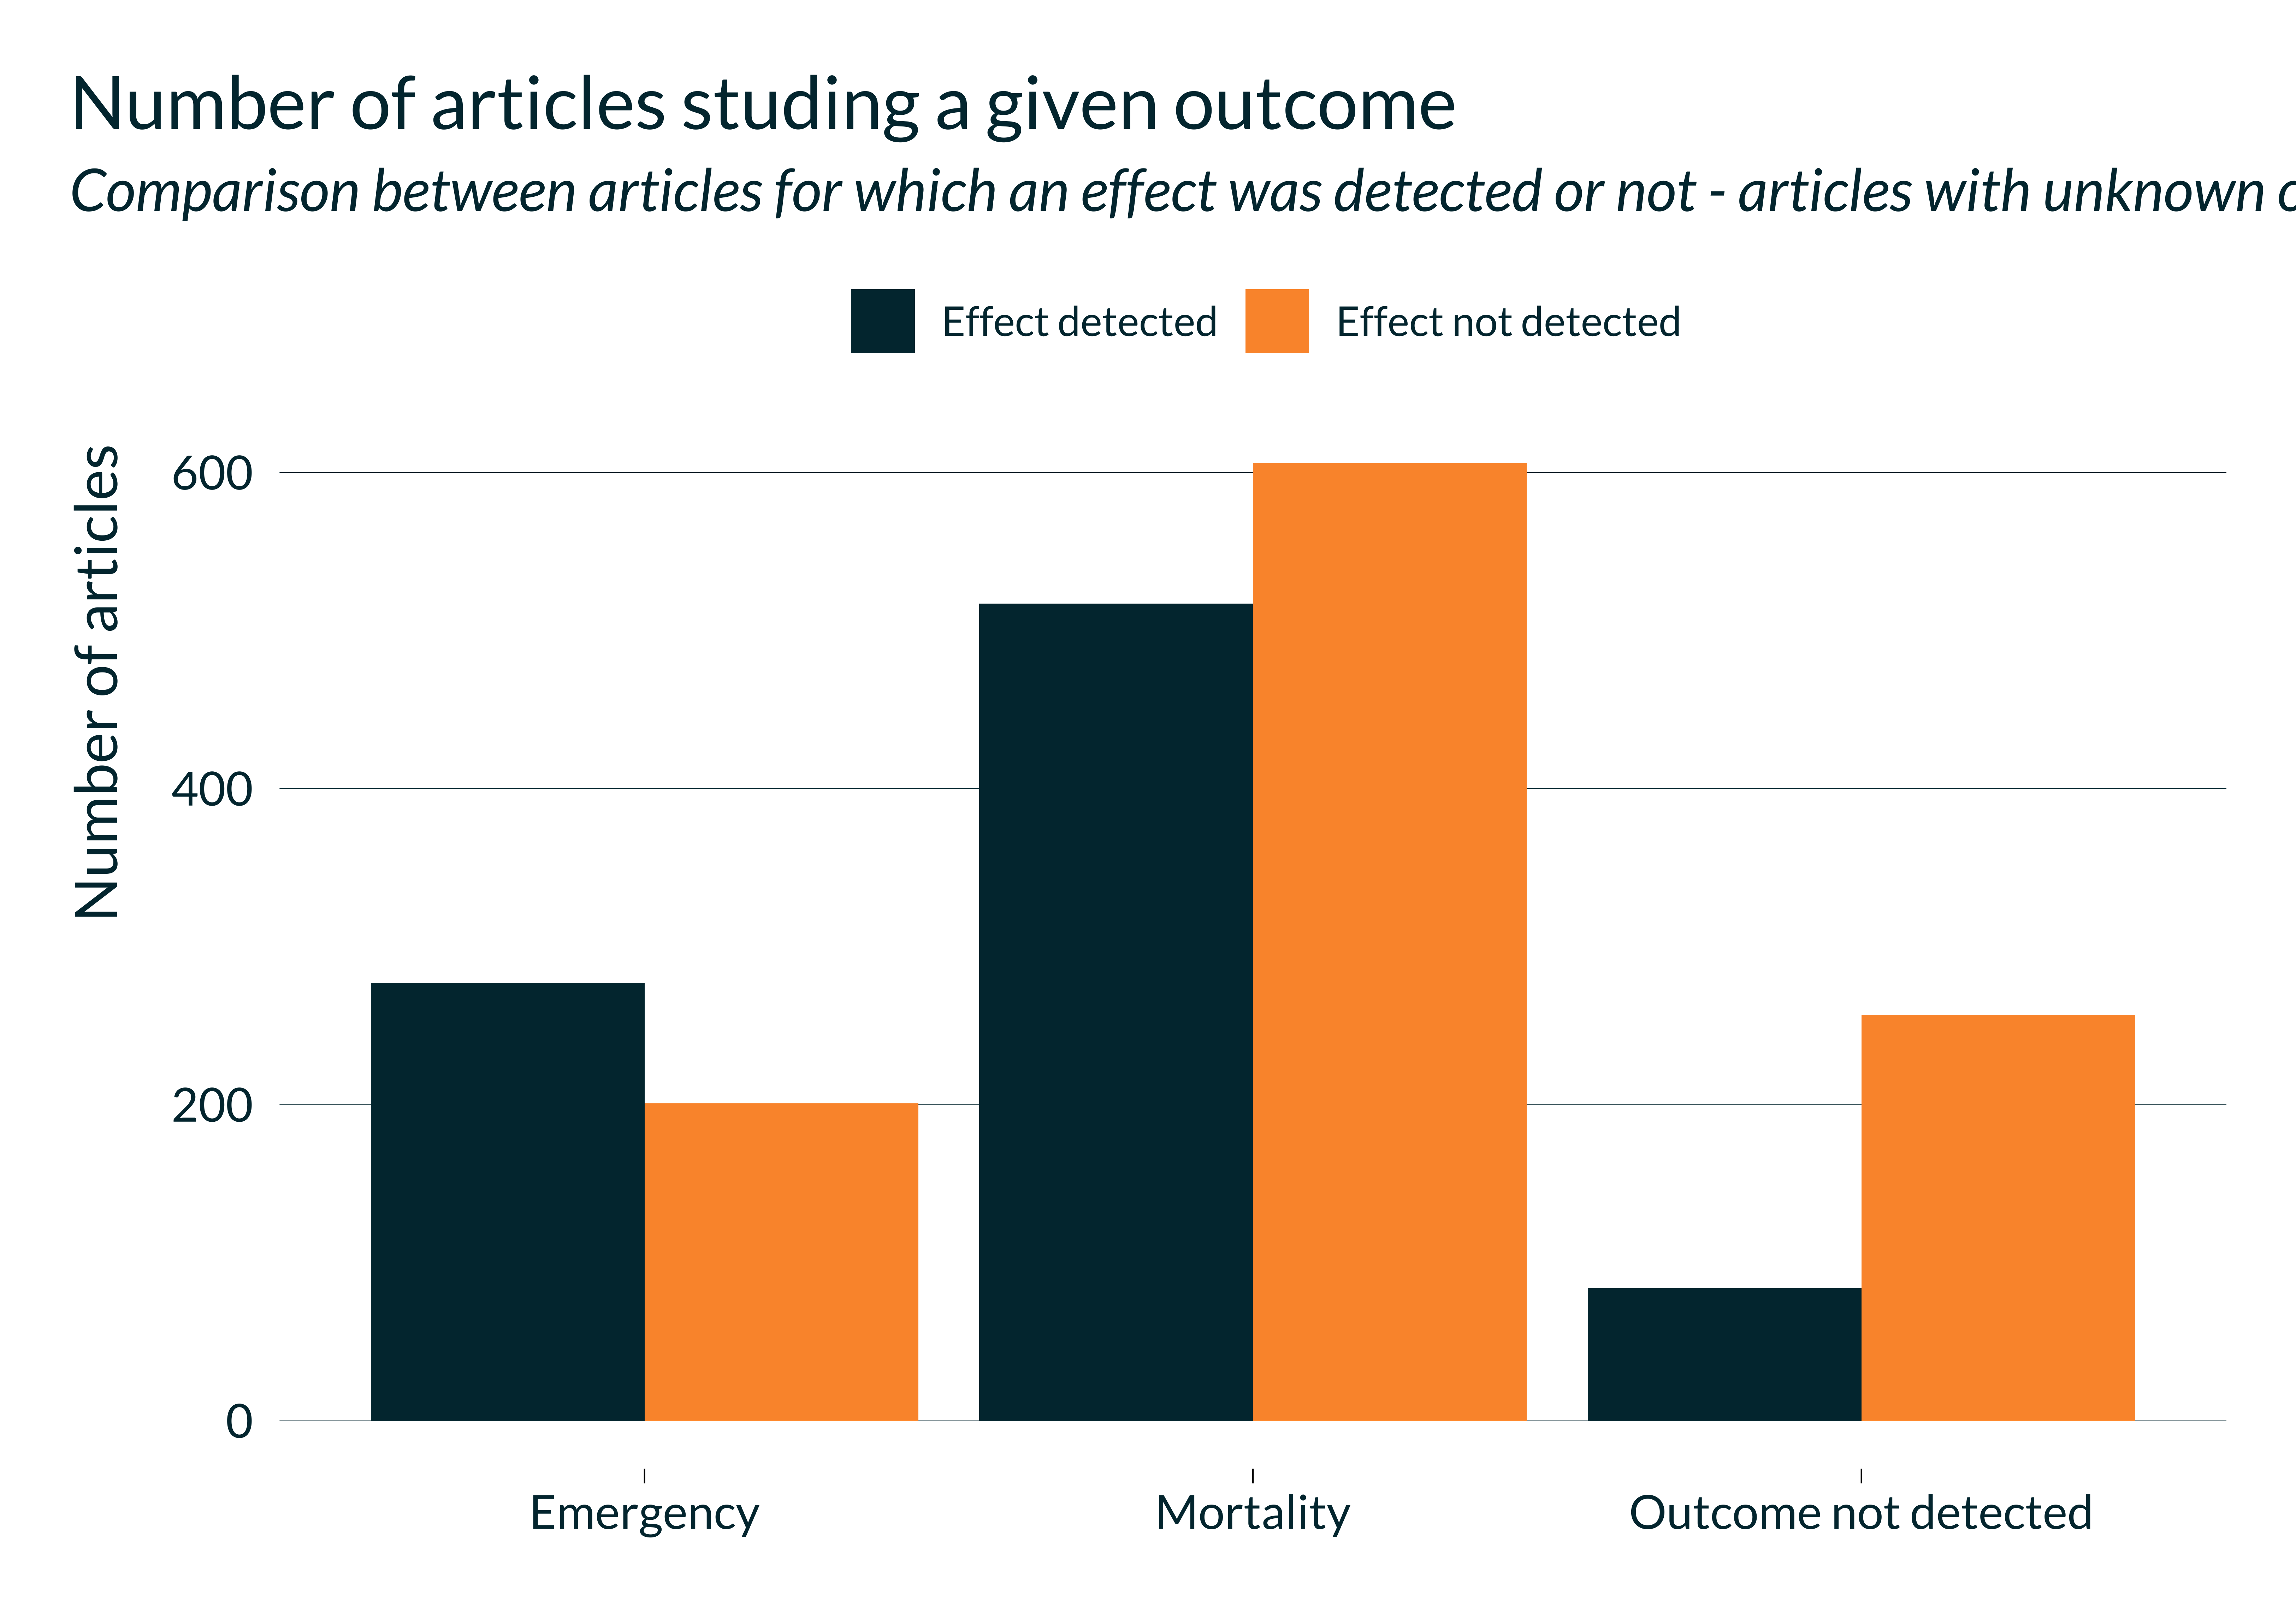 Number of articles studing a given outcome
Comparison between articles for which an effect was detected or not - articles with unknown
Effect detected
Effect not detected
Number of articles
600
400
200
0
Emergency
Mortality
Outcome not detected